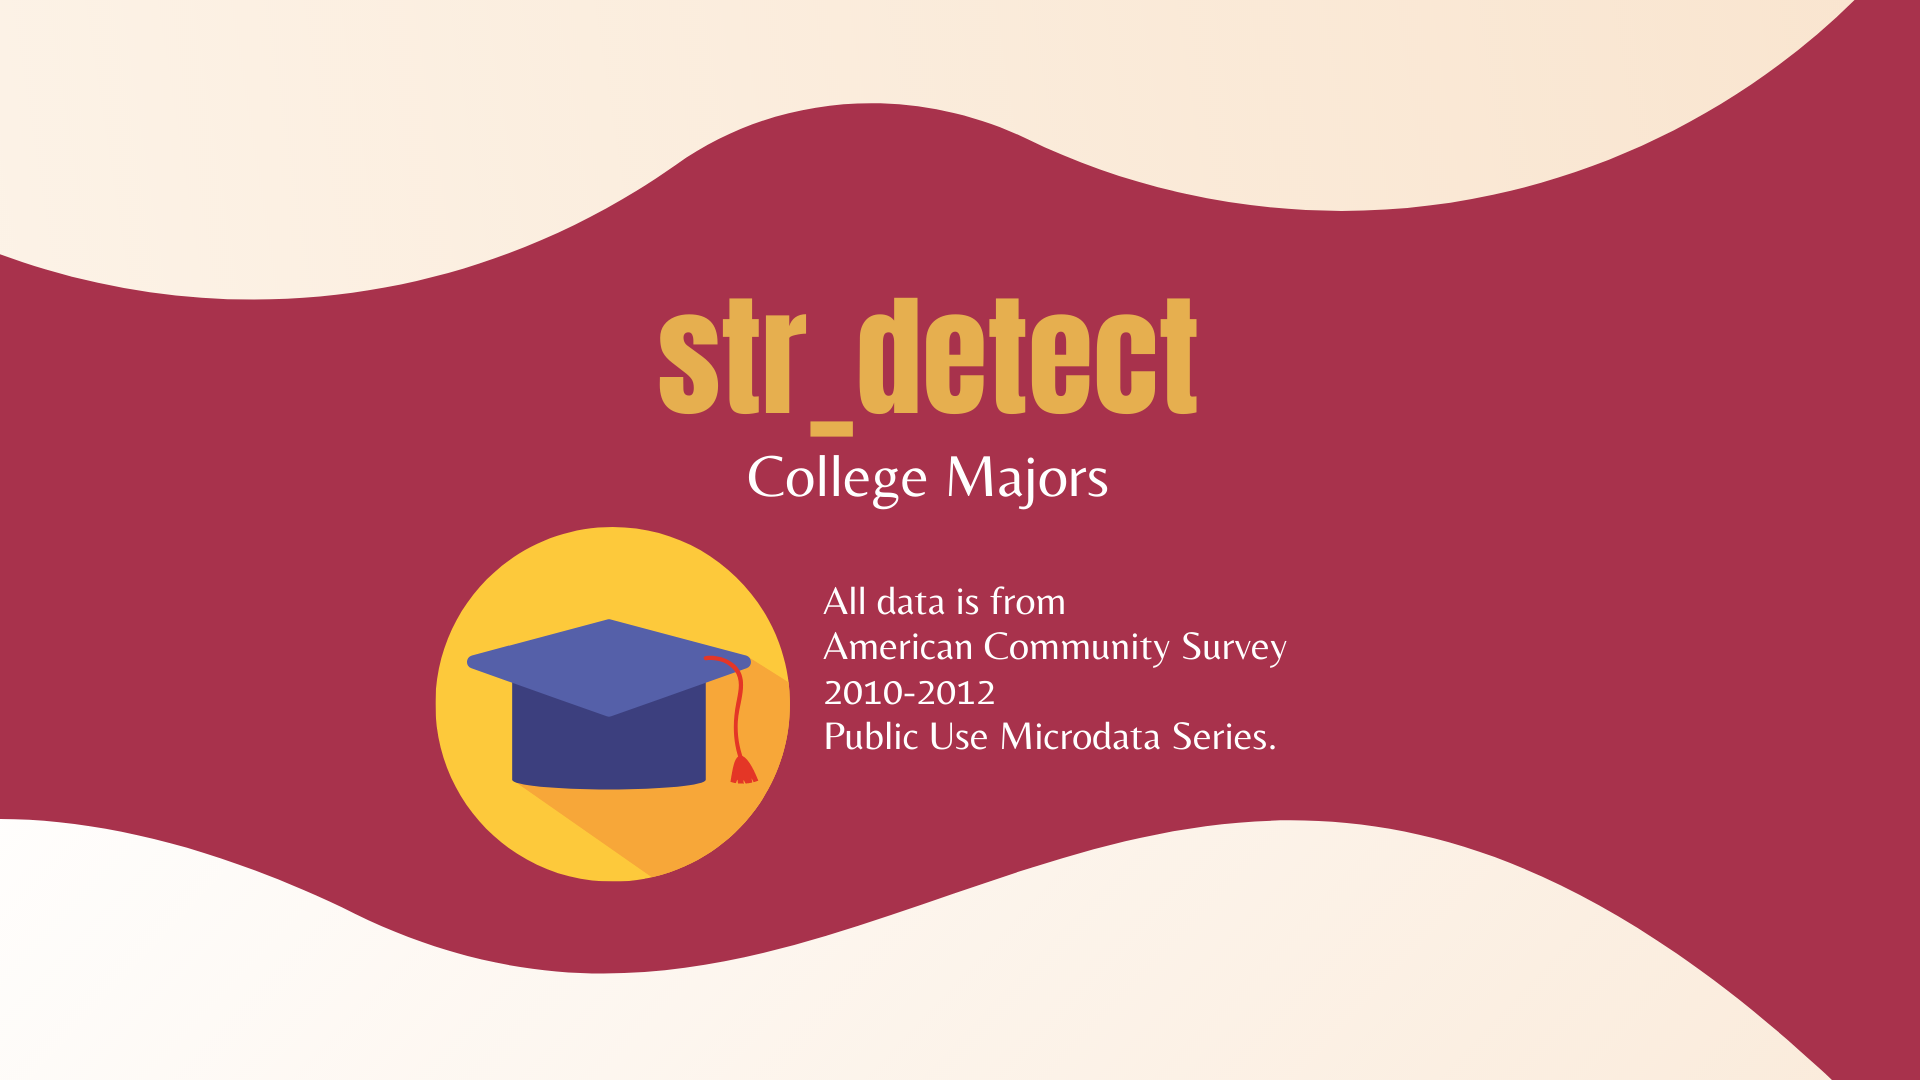 str_detect
College Majors
All data is from
American Community Survey
2010-2012
Public Use Microdata Series.